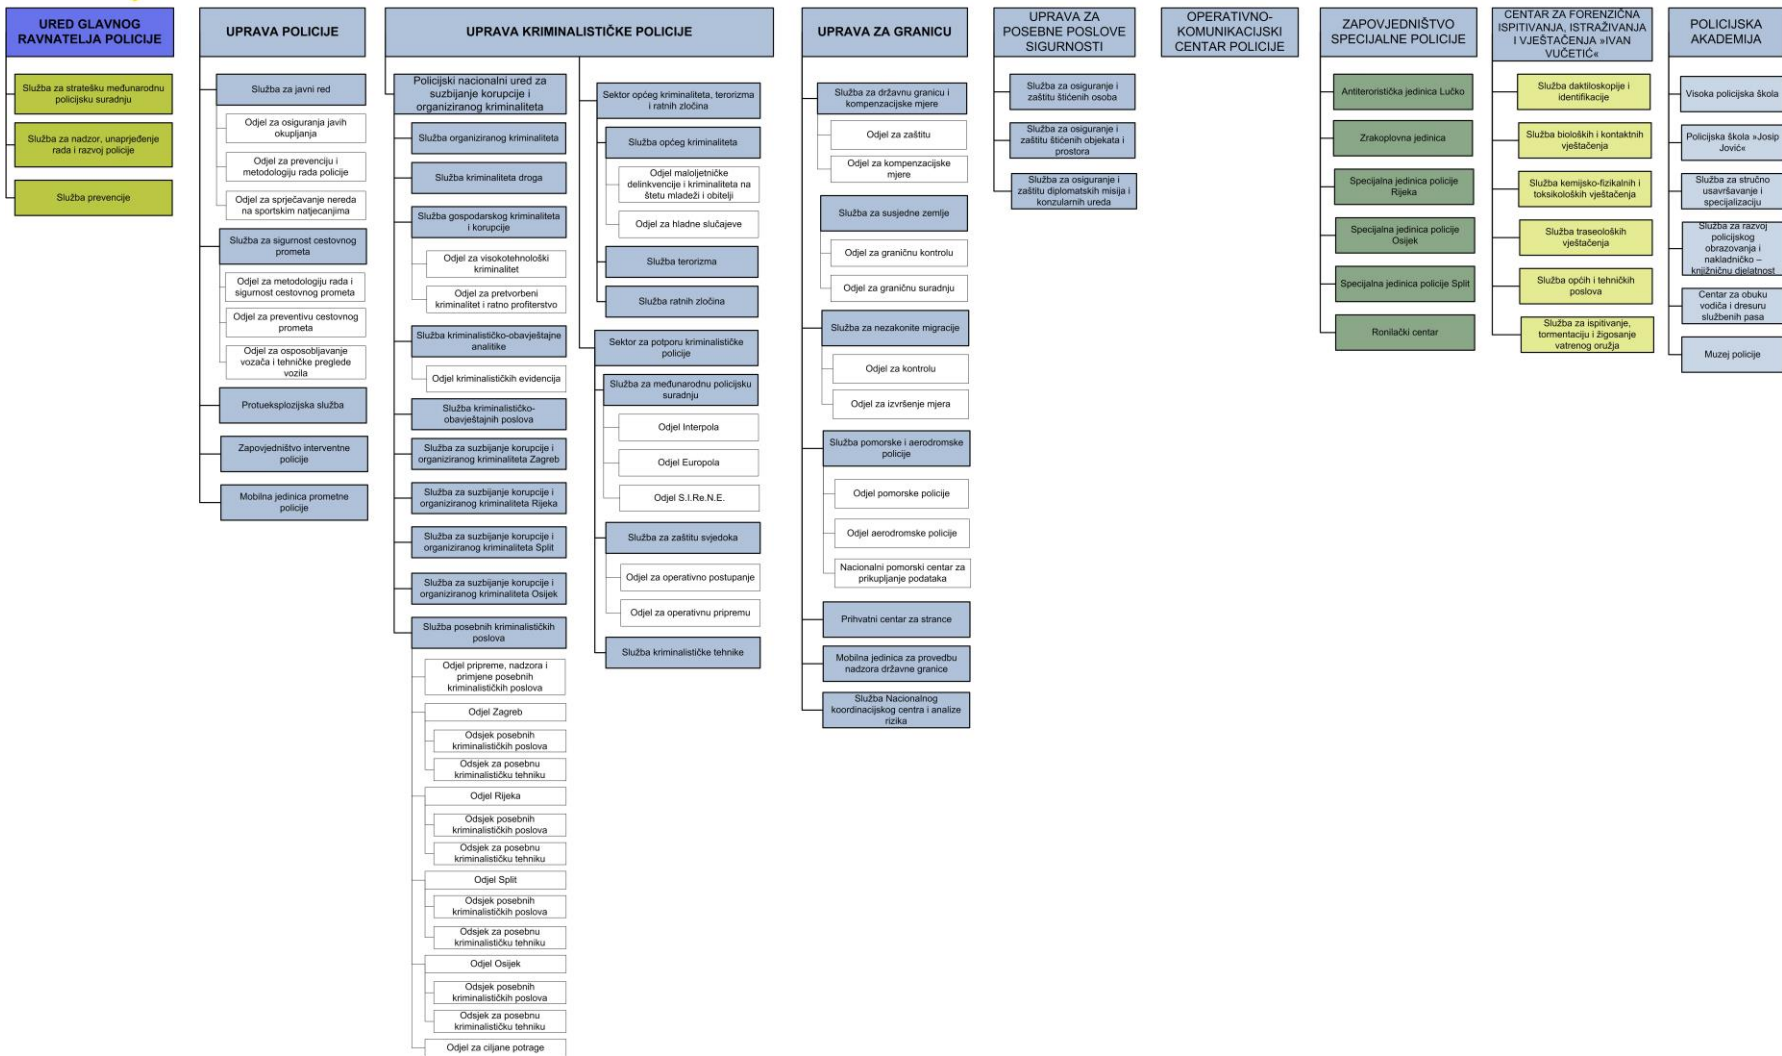 URED GLAVNOG
RAVNATELJA POLICIJE
Služba za stratešku međunarodnu
policijsku suradnju
Služba za nadzor, unaprjeđenje
rada i razvoj policije
Služba prevencije
UPRAVA POLICIJE
Služba za javni red
Odjel za osiguranja javih
okupljanja
Odjel za prevenciju i
metodologiju rada policije
Odjel za sprječavanje nereda
na sportskim natjecanjima
Služba za sigurnost cestovnog
prometa
Odjel za metodologiju rada i
sigurnost cestovnog prometa
Odjel za preventivu cestovnog
prometa
Odjel za osposobljavanje
vozača i tehničke preglede
vozila
Protueksplozijska služba
Zapovjedništvo interventne
policije
Mobilna jedinica prometne
policije
UPRAVA KRIMINALISTIČKE POLICIJE
Policijski nacionalni ured za
suzbijanje korupcije i
organiziranog kriminaliteta
Služba organiziranog kriminaliteta
Služba kriminaliteta droga
Služba gospodarskog kriminaliteta
i korupcije
Odjel za visokotehnološki
kriminalitet
Odjel za pretvorbeni
kriminalitet i ratno profiterstvo
Služba kriminalističko-obavještajne
analitike
Odjel kriminalističkih evidencija
Služba kriminalističko-
obavještajnih poslova
Služba za suzbijanje korupcije i
organiziranog kriminaliteta Zagreb
Služba za suzbijanje korupcije i
organiziranog kriminaliteta Rijeka
Služba za suzbijanje korupcije i
organiziranog kriminaliteta Split
Služba za suzbijanje korupcije i
organiziranog kriminaliteta Osijek
Služba posebnih kriminalističkih
poslova
Odjel pripreme, nadzora i
primjene posebnih
kriminalističkih poslova
Odjel Zagreb
Odsjek posebnih
kriminalističkih poslova
Odsjek za posebnu
kriminalističku tehniku
Odjel Rijeka
Odsjek posebnih
kriminalističkih poslova
Odsjek za posebnu
kriminalističku tehniku
Odjel Split
Odsjek posebnih
kriminalističkih poslova
Odsjek za posebnu
kriminalističku tehniku
Odjel Osijek
Odsjek posebnih
kriminalističkih poslova
Odsjek za posebnu
kriminalističku tehniku
Odjel za ciljane potrage
Sektor općeg kriminaliteta, terorizma
i ratnih zločina
Služba općeg kriminaliteta
Odjel maloljetničke
delinkvencije i kriminaliteta na
štetu mladeži i obitelji
Odjel za hladne slučajeve
Služba terorizma
Služba ratnih zločina
Sektor za potporu kriminalističke
policije
Služba za međunarodnu policijsku
suradnju
Odjel Interpola
Odjel Europola
Odjel S.I.Re.N.E.
Služba za zaštitu svjedoka
Odjel za operativno postupanje
Odjel za operativnu pripremu
Služba kriminalističke tehnike
UPRAVA ZA GRANICU
Služba za državnu granicu i
kompenzacijske mjere
Odjel za zaštitu
Odjel za kompenzacijske
mjere
Služba za susjedne zemlje
Odjel za graničnu kontrolu
Odjel za graničnu suradnju
Služba za nezakonite migracije
Odjel za kontrolu
Odjel za izvršenje mjera
Služba pomorske i aerodromske
policije
Odjel pomorske policije
Odjel aerodromske policije
Nacionalni pomorski centar za
prikupljanje podataka
Prihvatni centar za strance
Mobilna jedinica za provedbu
nadzora državne granice
Služba Nacionalnog
koordinacijskog centra i analize
rizika
UPRAVA ZA
POSEBNE POSLOVE
SIGURNOSTI
Služba za osiguranje i
zaštitu štićenih osoba
Služba za osiguranje i
zaštitu štićenih objekata i
prostora
Služba za osiguranje i
zaštitu diplomatskih misija i
konzularnih ureda
OPERATIVNO-
KOMUNIKACIJSKI
CENTAR POLICIJE
ZAPOVJEDNIŠTVO
SPECIJALNE POLICIJE
Antiteroristička jedinica Lučko
Zrakoplovna jedinica
Specijalna jedinica policije
Rijeka
Specijalna jedinica policije
Osijek
Specijalna jedinica policije Split
Ronilački centar
CENTAR ZA FORENZIČNA
ISPITIVANJA, ISTRAŽIVANJA
I VJEŠTAČENJA »IVAN
VUČETIĆ«
Služba daktiloskopije i
identifikacije
Služba bioloških i kontaktnih
vještačenja
Služba kemijsko-fizikalnih i
toksikoloških vještačenja
Služba traseoloških
vještačenja
Služba općih i tehničkih
poslova
Služba za ispitivanje,
tormentaciju i žigosanje
vatrenog oružja
POLICIJSKA
AKADEMIJA
Visoka policijska škola
Policijska škola »Josip
Jović«
Služba za stručno
usavršavanje i
specijalizaciju
Služba za razvoj
policijskog
obrazovanja i
nakladničko –
knjižničnu djelatnost
Centar za obuku
vodiča i dresuru
službenih pasa
Muzej policije